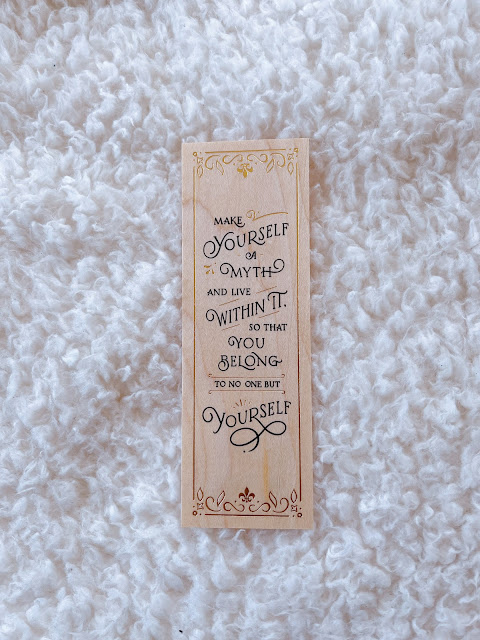 MAKE
YOURSELF
A
MYTH
AND LIVE
WITHIN IT,
SO THAT
YOU
BELONG
TO NO ONE BUT
YOURSELF